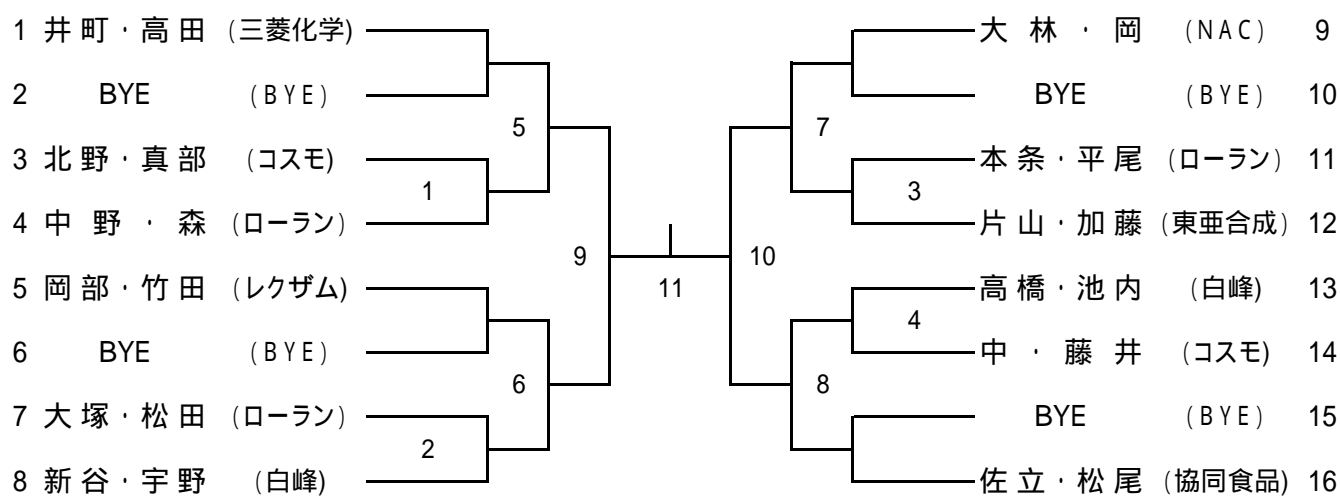 1 井町・高田 (三菱化学)
2 BYE (BYE)
3 北野・真部 (コスモ)
4 中野・森 (ローラン)
5 岡部・竹田 (レクザム)
6 BYE (BYE)
7 大塚・松田 (ローラン)
8 新谷・宇野 (白峰)
5
1
9
6
2
11
大林・岡 (NAC) 9
BYE (BYE) 10
本条・平尾 (ローラン) 11
片山・加藤 (東亜合成) 12
高橋・池内 (白峰) 13
中・藤井 (コスモ) 14
BYE (BYE) 15
佐立・松尾 (協同食品) 16
7
3
10
4
8